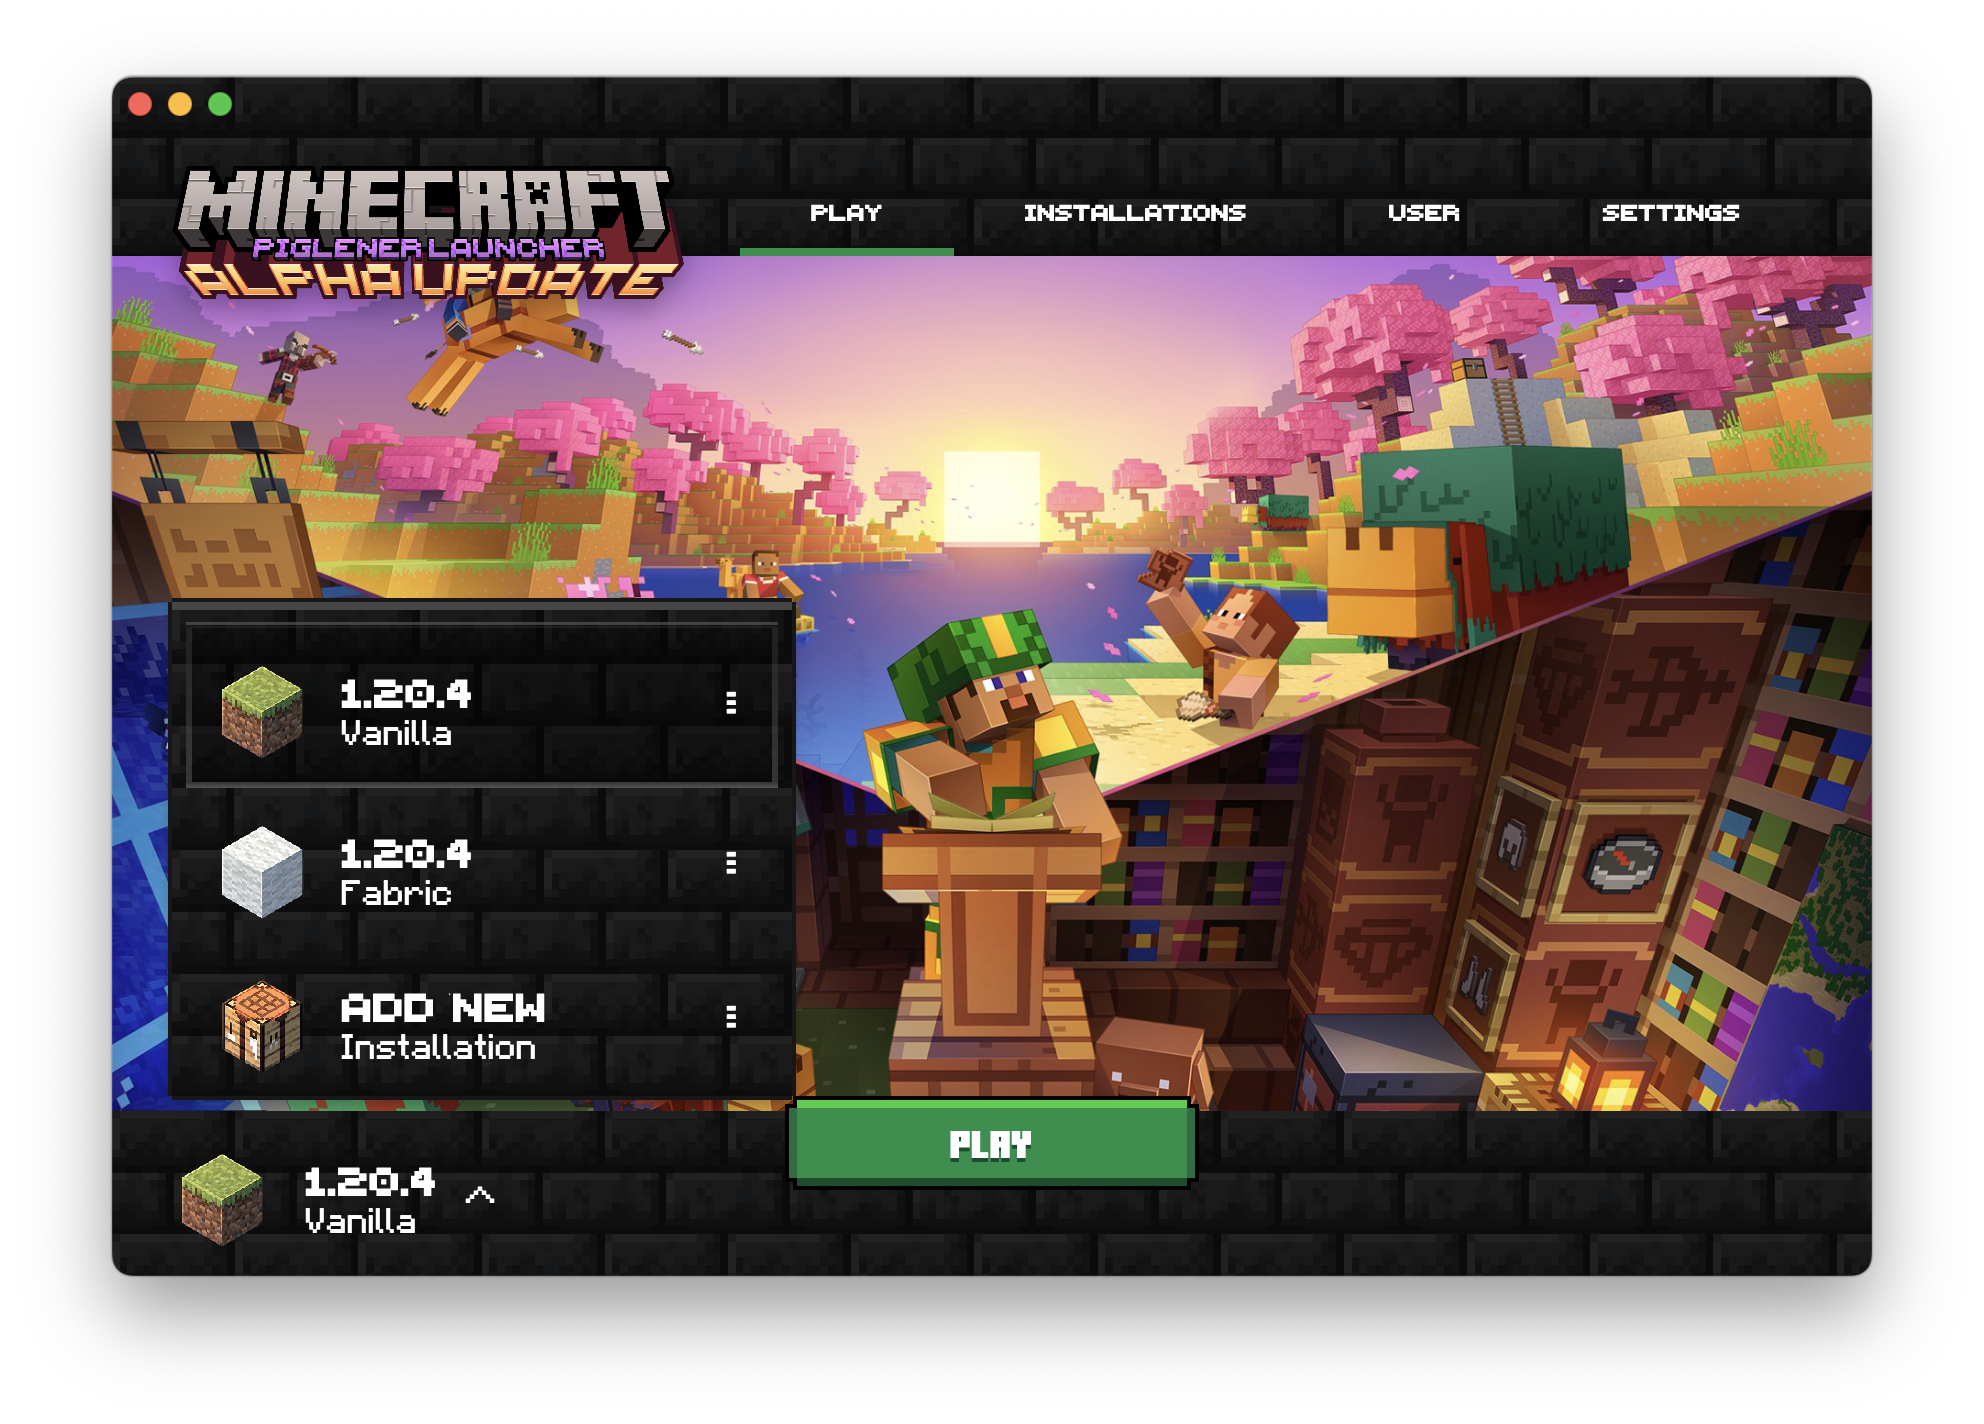 MINECRAFT
PIGLENER LAUNCHER
ALPHA UPDATE
PLAY
INSTALLATIONS
USER
SETTINGS
1.20.4
Vanilla
1.20.4
Fabric
ADD NEW
Installation
PLAY
1.20.4
Vanilla